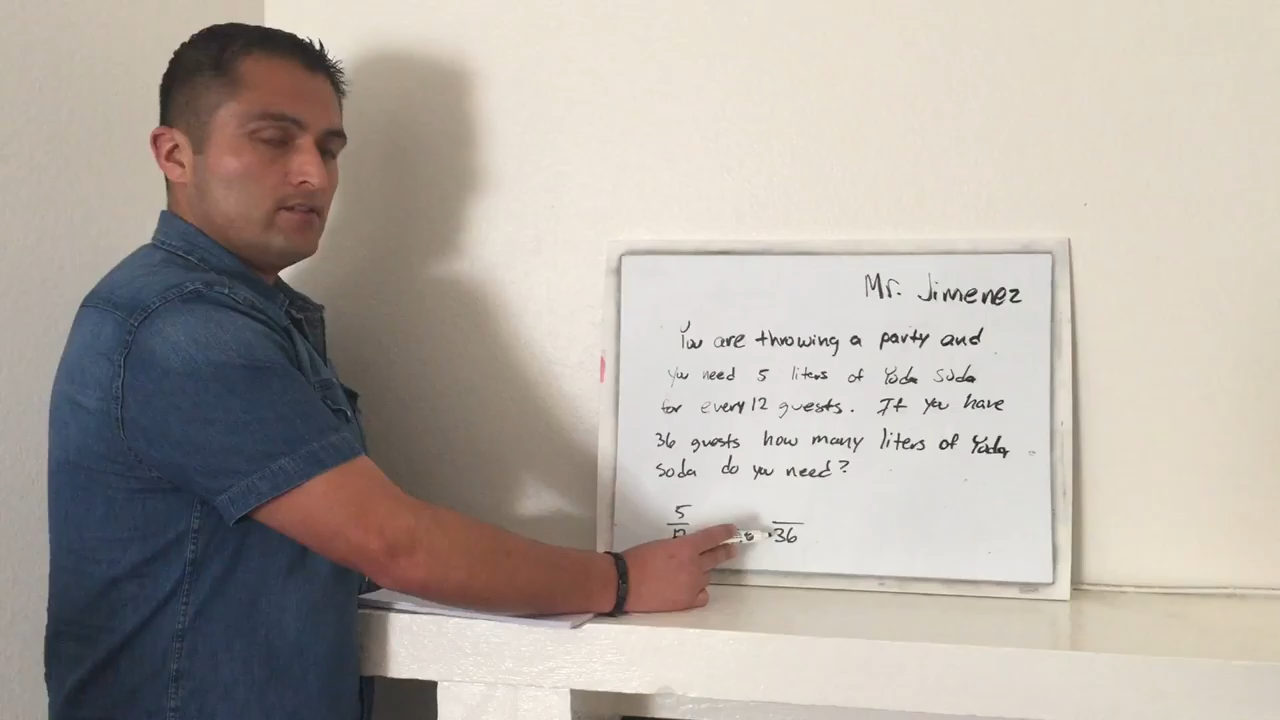 Mr. Jimenez
You are throwing a party and
you need 5 liters of Yoda Soda
for every 12 guests. If you have
36 guests how many liters of Yoda
soda do you need?
5
12 36